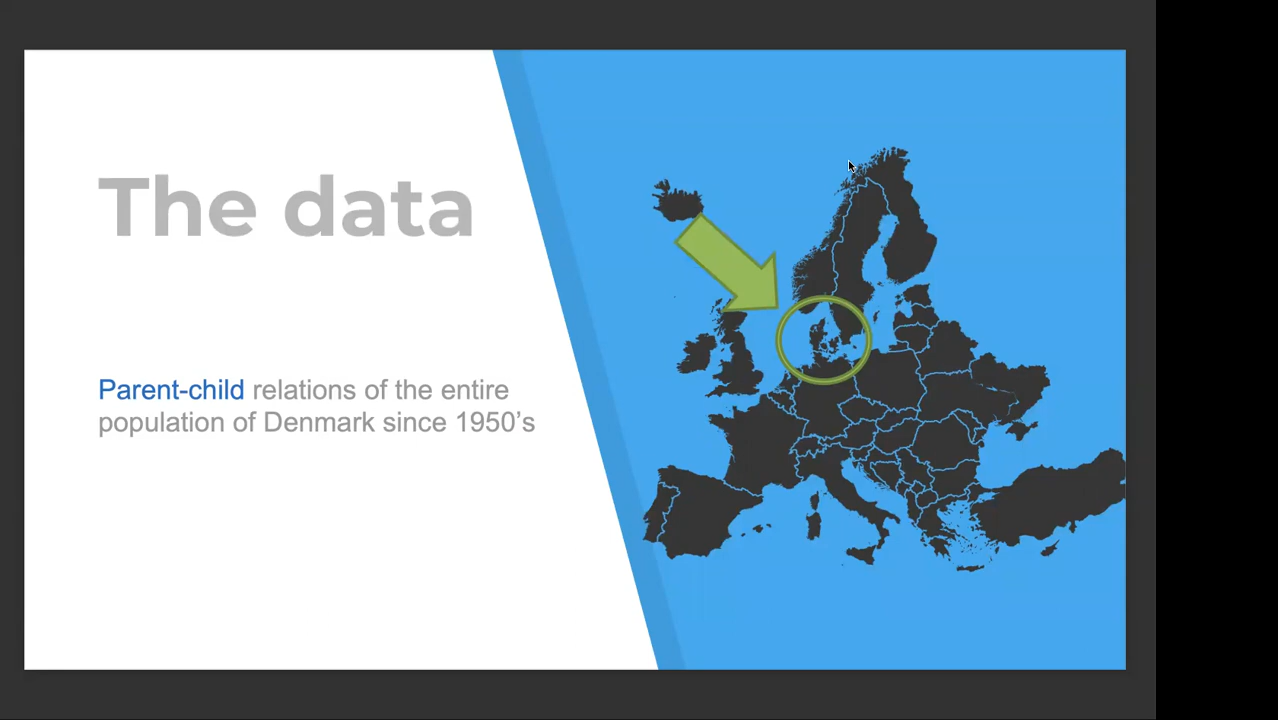 The data
Parent-child relations of the entire
population of Denmark since 1950’s